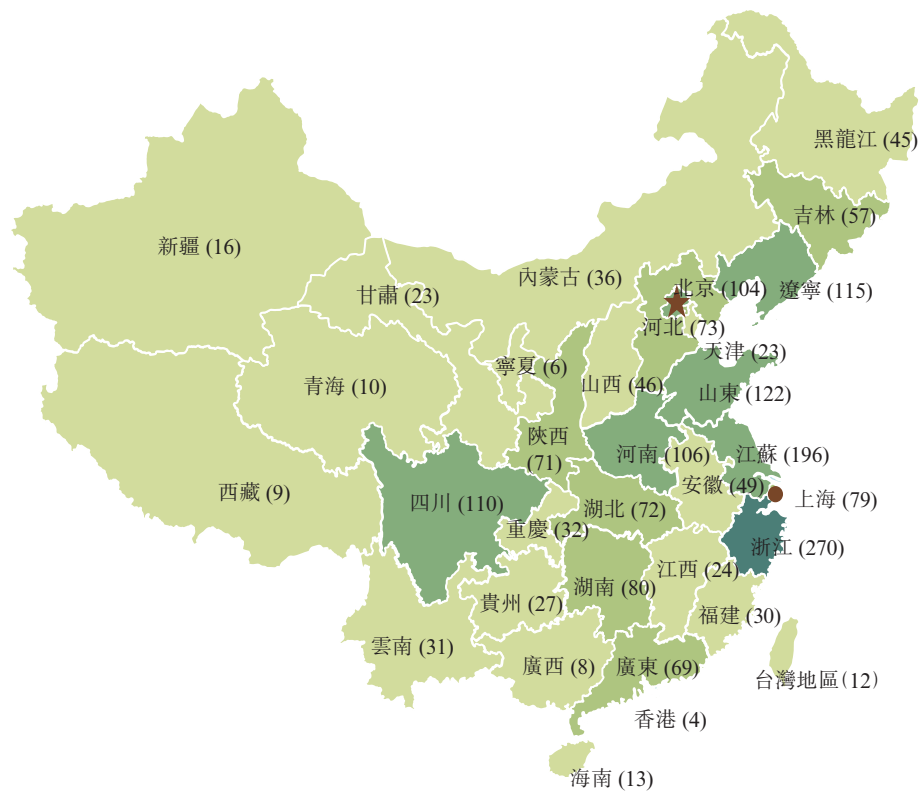 黑龍江 (45)
吉林 (57)
新疆 (16)
內蒙古 (36)
北京 (104)
遼寧 (115)
甘肅 (23)
河北 (73)
天津 (23)
寧夏 (6)
青海 (10)
山西 (46)
山東 (122)
陝西
(71)
河南 (106)
江蘇 (196)
西藏 (9)
四川 (110)
安徽 (49)
上海 (79)
湖北 (72)
重慶 (32)
浙江 (270)
江西 (24)
湖南 (80)
貴州 (27)
福建 (30)
雲南 (31)
廣西 (8)
廣東 (69)
台灣地區(12)
香港 (4)
海南 (13)